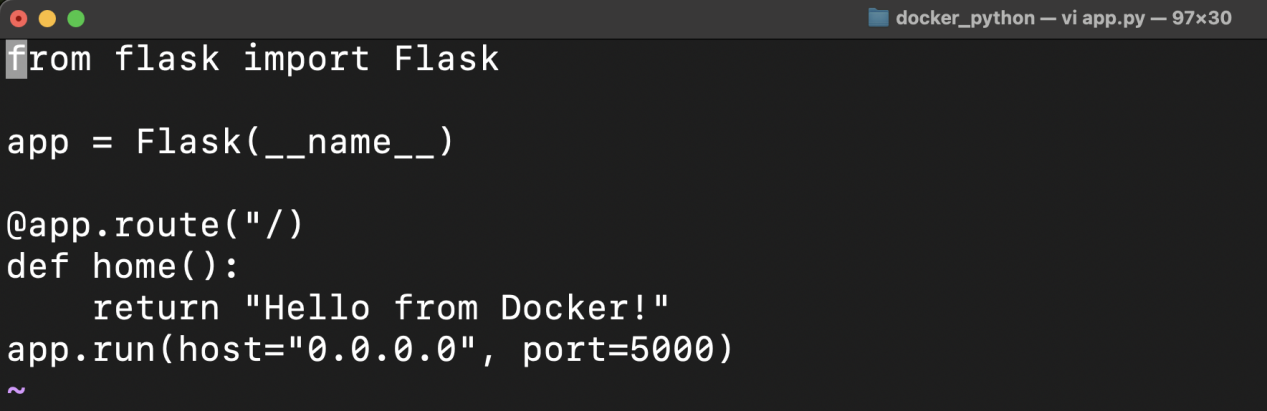 docker_python — vi app.py — 97×30
from flask import Flask

app = Flask(__name__)

@app.route("/)
def home():
    return "Hello from Docker!"
app.run(host="0.0.0.0", port=5000)
~